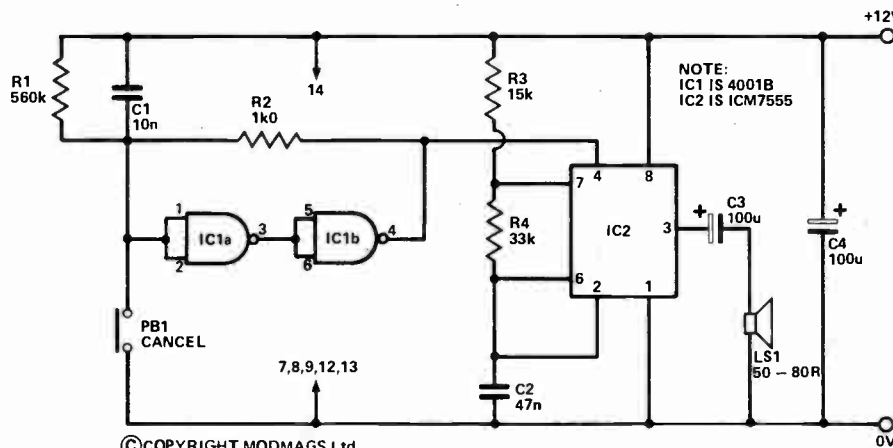 +12V
R1
560k
C1
10n
14
R2
1k0
R3
15k
NOTE:
IC1 IS 4001B
IC2 IS ICM7555
7
4
8
1
2
IC1a
3
5
6
IC1b
4
R4
33k
6
2
1
IC2
3
+
C3
100u
+
C4
100u
PB1
CANCEL
7,8,9,12,13
C2
47n
LS1
50 – 80R
0V
©COPYRIGHT MODMAGS Ltd